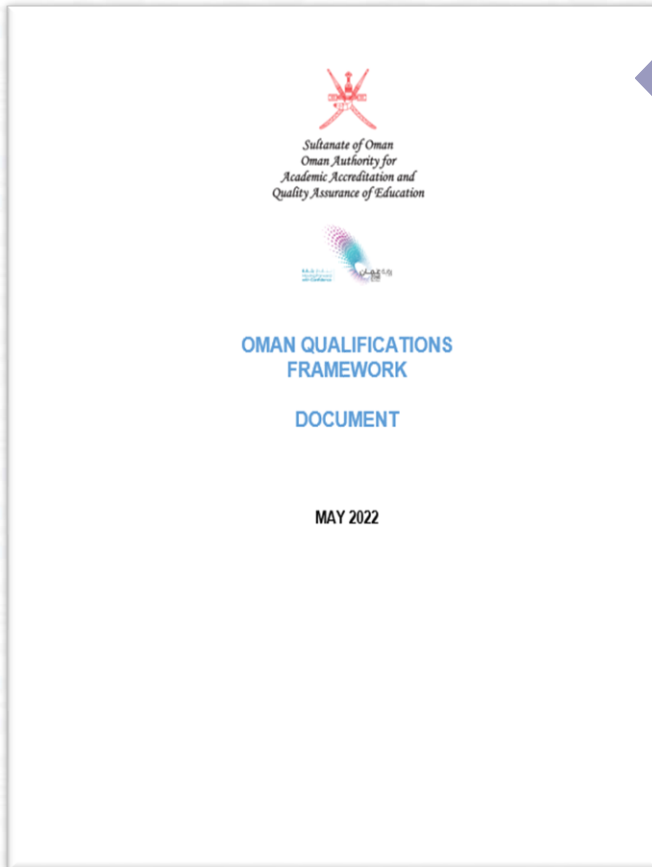 Sultanate of Oman
Oman Authority for
Academic Accreditation and
Quality Assurance of Education
OMAN QUALIFICATIONS
FRAMEWORK
DOCUMENT
MAY 2022